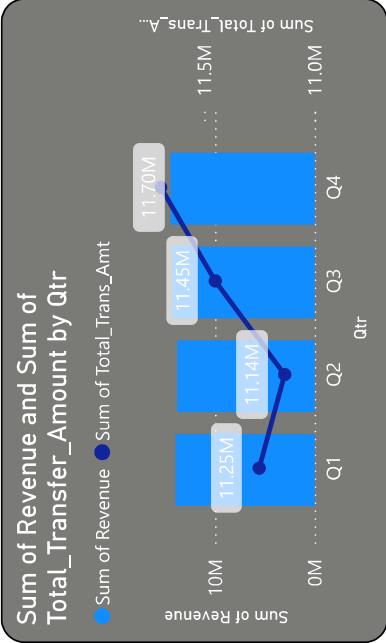 Sum of Revenue and Sum of
Total_Transfer_Amount by Qtr
Sum of Revenue Sum of Total_Trans_Amt
Sum of Revenue
10M
0M
11.25M
11.14M
11.45M
11.70M
Q1
Q2
Q3
Q4
Qtr
11.5M
11.0M
Sum of Total_Trans_A...